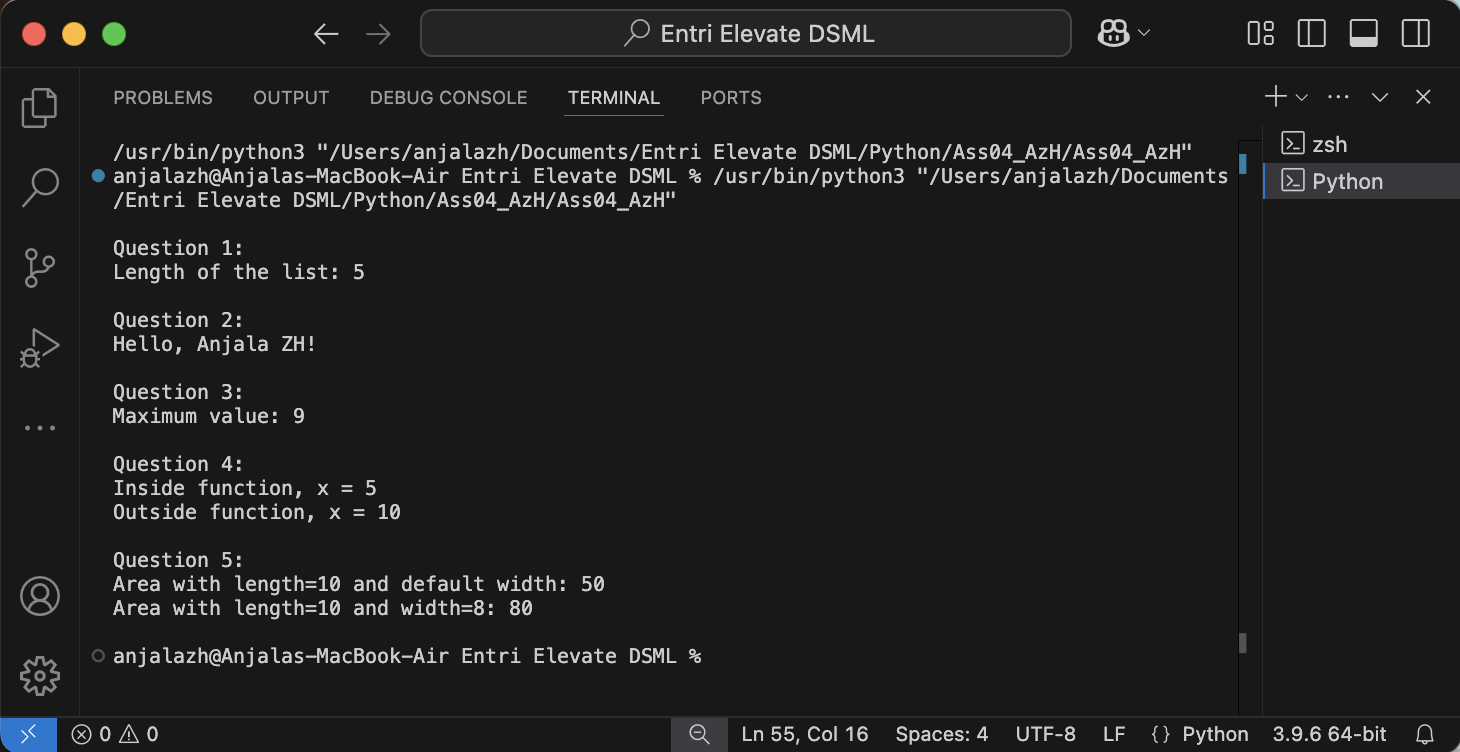 Entri Elevate DSML
PROBLEMS OUTPUT DEBUG CONSOLE TERMINAL PORTS
/usr/bin/python3 "/Users/anjalazh/Documents/Entri Elevate DSML/Python/Ass04_AzH/Ass04_AzH"
anjalazh@Anjalas-MacBook-Air Entri Elevate DSML % /usr/bin/python3 "/Users/anjalazh/Documents
/Entri Elevate DSML/Python/Ass04_AzH/Ass04_AzH"
Question 1:
Length of the list: 5
Question 2:
Hello, Anjala ZH!
Question 3:
Maximum value: 9
Question 4:
Inside function, x = 5
Outside function, x = 10
Question 5:
Area with length=10 and default width: 50
Area with length=10 and width=8: 80
anjalazh@Anjalas-MacBook-Air Entri Elevate DSML %
zsh
Python
0 0 Ln 55, Col 16 Spaces: 4 UTF-8 LF {} Python 3.9.6 64-bit